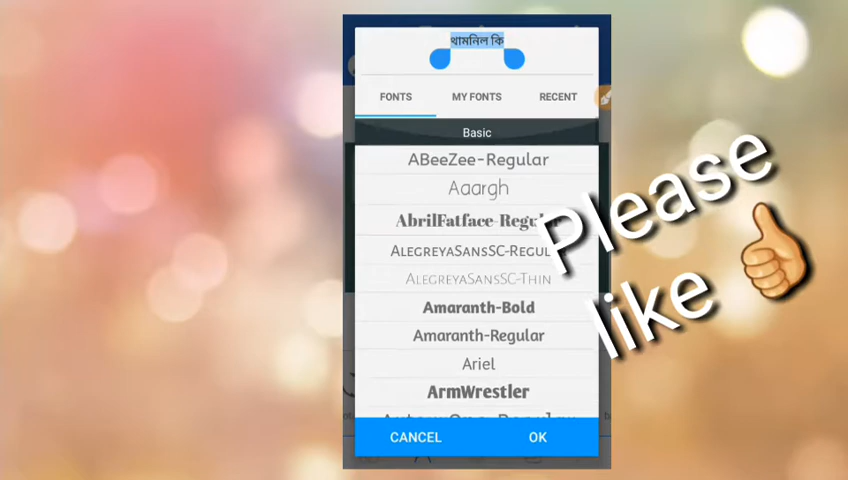 থামনিল কি
FONTS MY FONTS RECENT
Basic
ABeeZee-Regular
Aaargh
AbrilFatface-Regular
AlegreyaSansSC-Regul
AlegreyaSansSC-Thin
Amaranth-Bold
Amaranth-Regular
Ariel
ArmWrestler
CANCEL OK
Please
like